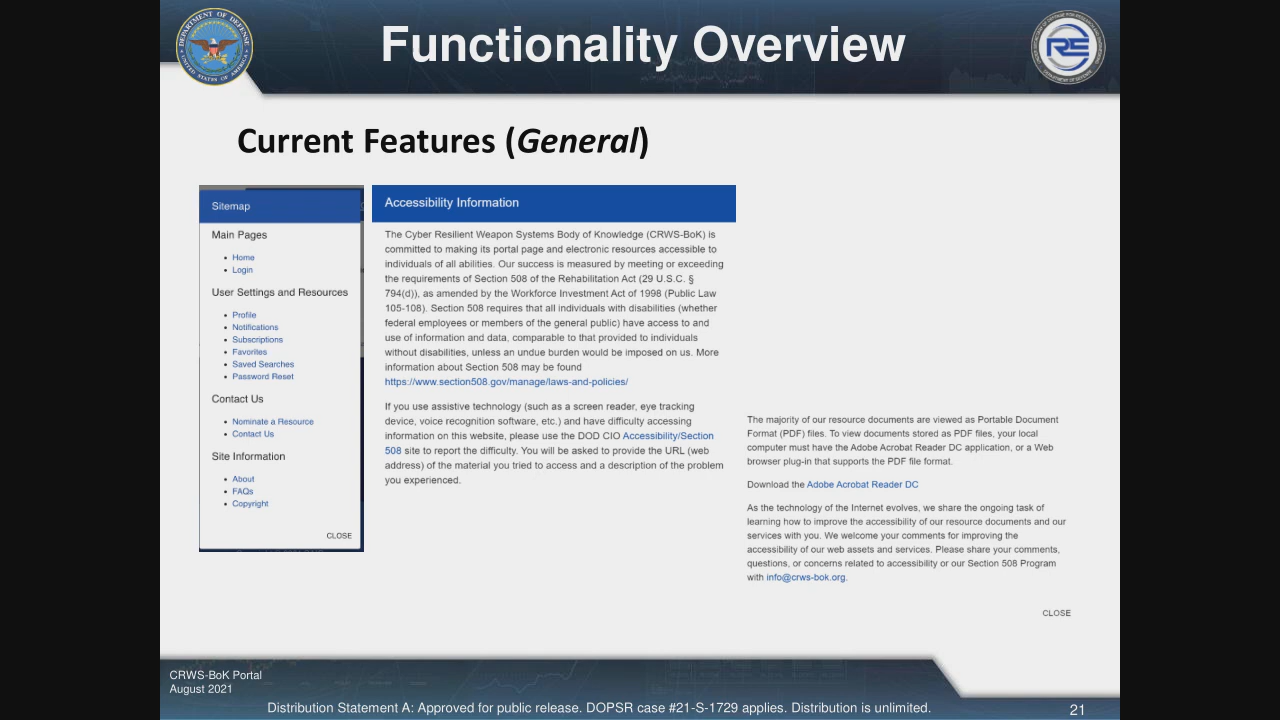 Functionality Overview
Current Features (General)
Sitemap
Main Pages
• Home
• Login
User Settings and Resources
• Profile
• Notifications
• Subscriptions
• Favorites
• Saved Searches
• Password Reset
Contact Us
• Nominate a Resource
• Contact Us
Site Information
• About
• FAQs
• Copyright
CLOSE
Accessibility Information
The Cyber Resilient Weapon Systems Body of Knowledge (CRWS-BoK) is
committed to making its portal page and electronic resources accessible to
individuals of all abilities. Our success is measured by meeting or exceeding
the requirements of Section 508 of the Rehabilitation Act (29 U.S.C. §
794(d)), as amended by the Workforce Investment Act of 1998 (Public Law
105-108). Section 508 requires that all individuals with disabilities (whether
federal employees or members of the general public) have access to and
use of information and data, comparable to that provided to individuals
without disabilities, unless an undue burden would be imposed on us. More
information about Section 508 may be found
https://www.section508.gov/manage/laws-and-policies/
If you use assistive technology (such as a screen reader, eye tracking
device, voice recognition software, etc.) and have difficulty accessing
information on this website, please use the DOD CIO Accessibility/Section
508 site to report the difficulty. You will be asked to provide the URL (web
address) of the material you tried to access and a description of the problem
you experienced.
The majority of our resource documents are viewed as Portable Document
Format (PDF) files. To view documents stored as PDF files, your local
computer must have the Adobe Acrobat Reader DC application, or a Web
browser plug-in that supports the PDF file format.
Download the Adobe Acrobat Reader DC
As the technology of the Internet evolves, we share the ongoing task of
learning how to improve the accessibility of our resource documents and our
services with you. We welcome your comments for improving the
accessibility of our web assets and services. Please share your comments,
questions, or concerns related to accessibility or our Section 508 Program
with info@crws-bok.org.
CLOSE
CRWS-BoK Portal
August 2021
Distribution Statement A: Approved for public release. DOPSR case #21-S-1729 applies. Distribution is unlimited.
21
DEPARTMENT OF DEFENSE
UNITED STATES OF AMERICA
RE